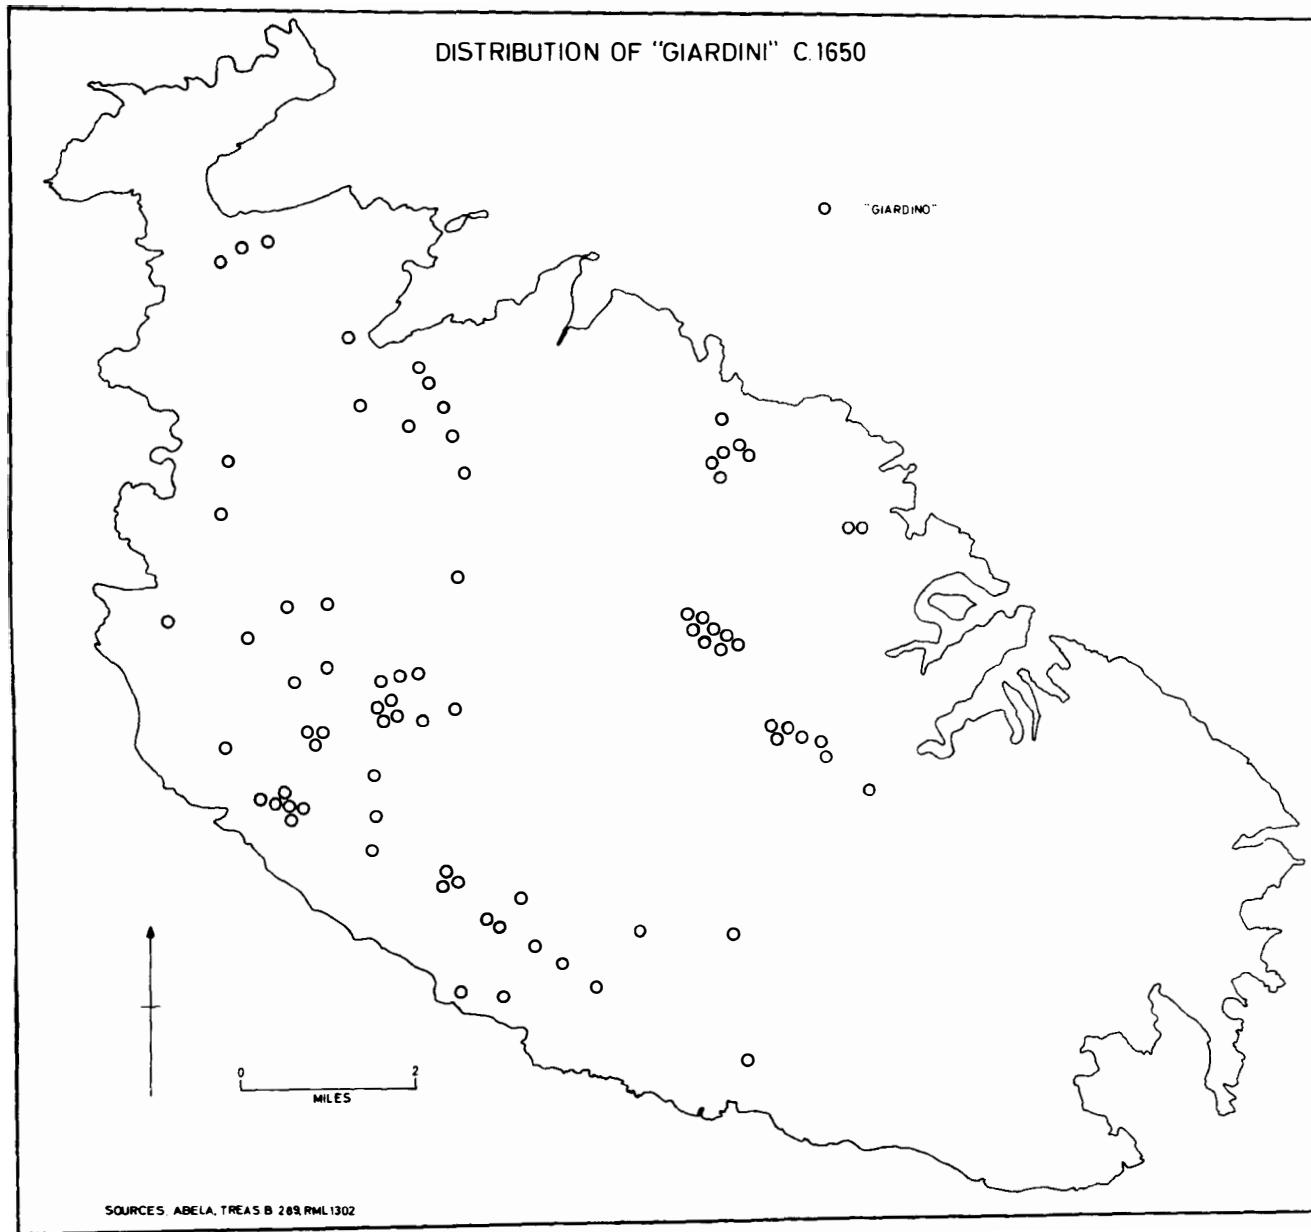 DISTRIBUTION OF "GIARDINI" C.1650
"GIARDINO"
0 2
MILES
SOURCES. ABELA, TREAS B 289, RML 1302